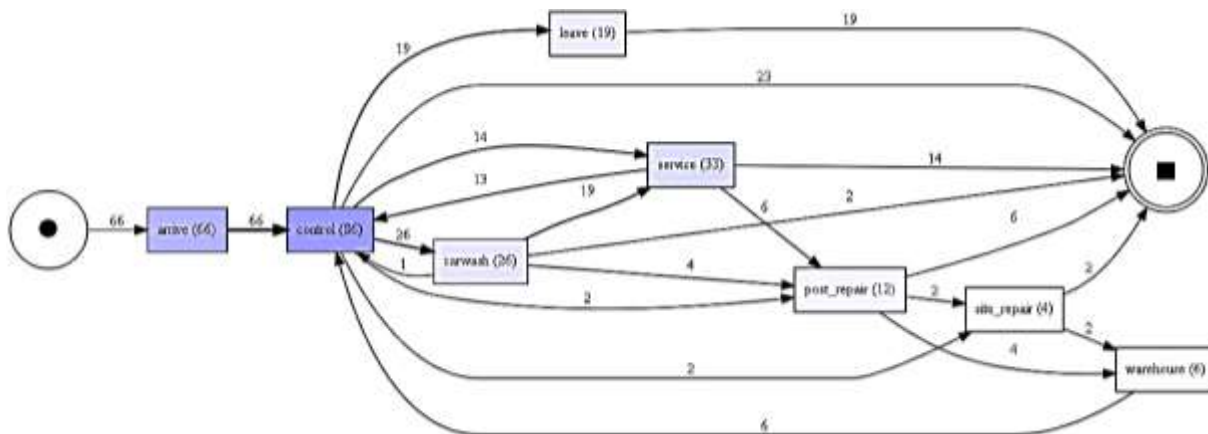 leave (19)
19
19
23
14
service (33)
14
13
19
2
66
arrive (66)
66
control (86)
26
6
6
carwash (26)
1
4
2
post_repair (12)
2
2
site_repair (4)
2
4
2
warehouse (6)
6